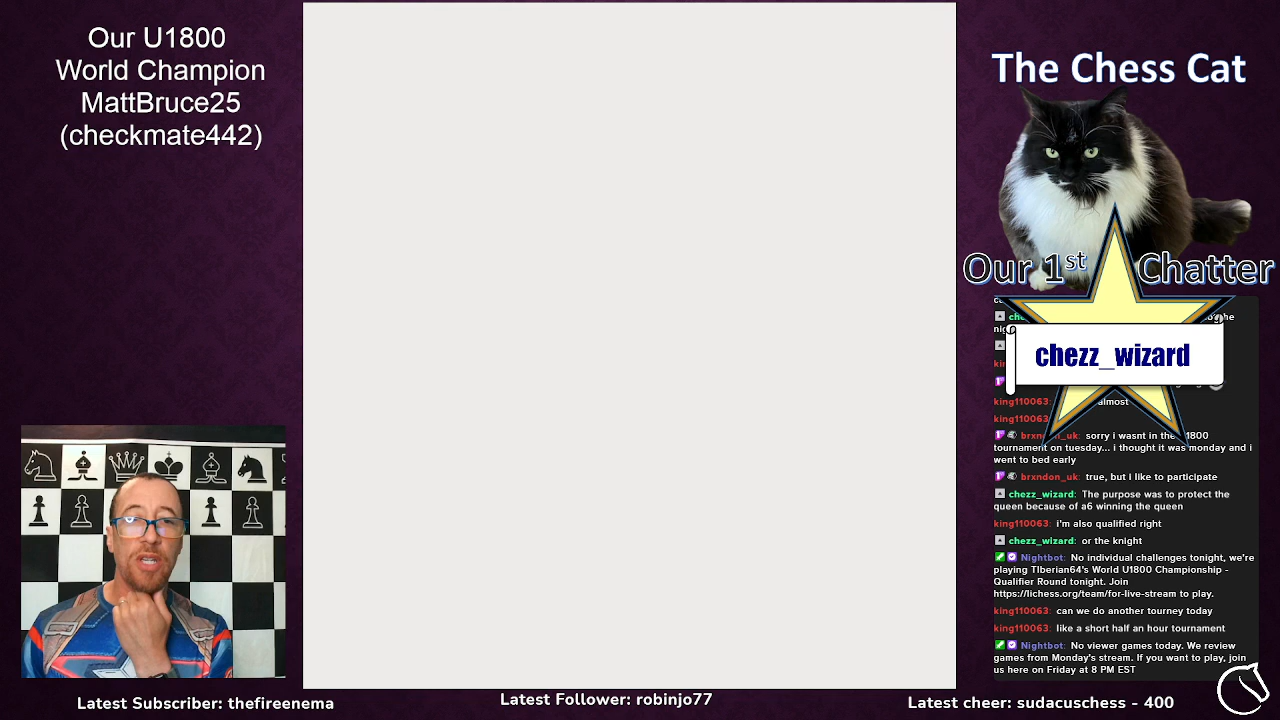 Our U1800
World Champion
MattBruce25
(checkmate442)
The Chess Cat
Our 1st Chatter
chezz_wizard
king110063: almost
king110063
brxndon_uk: sorry i wasnt in the 1800
tournament on tuesday... i thought it was monday and i
went to bed early
brxndon_uk: true, but i like to participate
chezz_wizard: The purpose was to protect the
queen because of a6 winning the queen
king110063: i'm also qualified right
chezz_wizard: or the knight
Nightbot: No individual challenges tonight, we're
playing TIberian64's World U1800 Championship -
Qualifier Round tonight. Join
https://lichess.org/team/for-live-stream to play.
king110063: can we do another tourney today
king110063: like a short half an hour tournament
Nightbot: No viewer games today. We review
games from Monday's stream. If you want to play, join
us here on Friday at 8 PM EST
Latest Subscriber: thefireenema
Latest Follower: robinjo77
Latest cheer: sudacuschess - 400